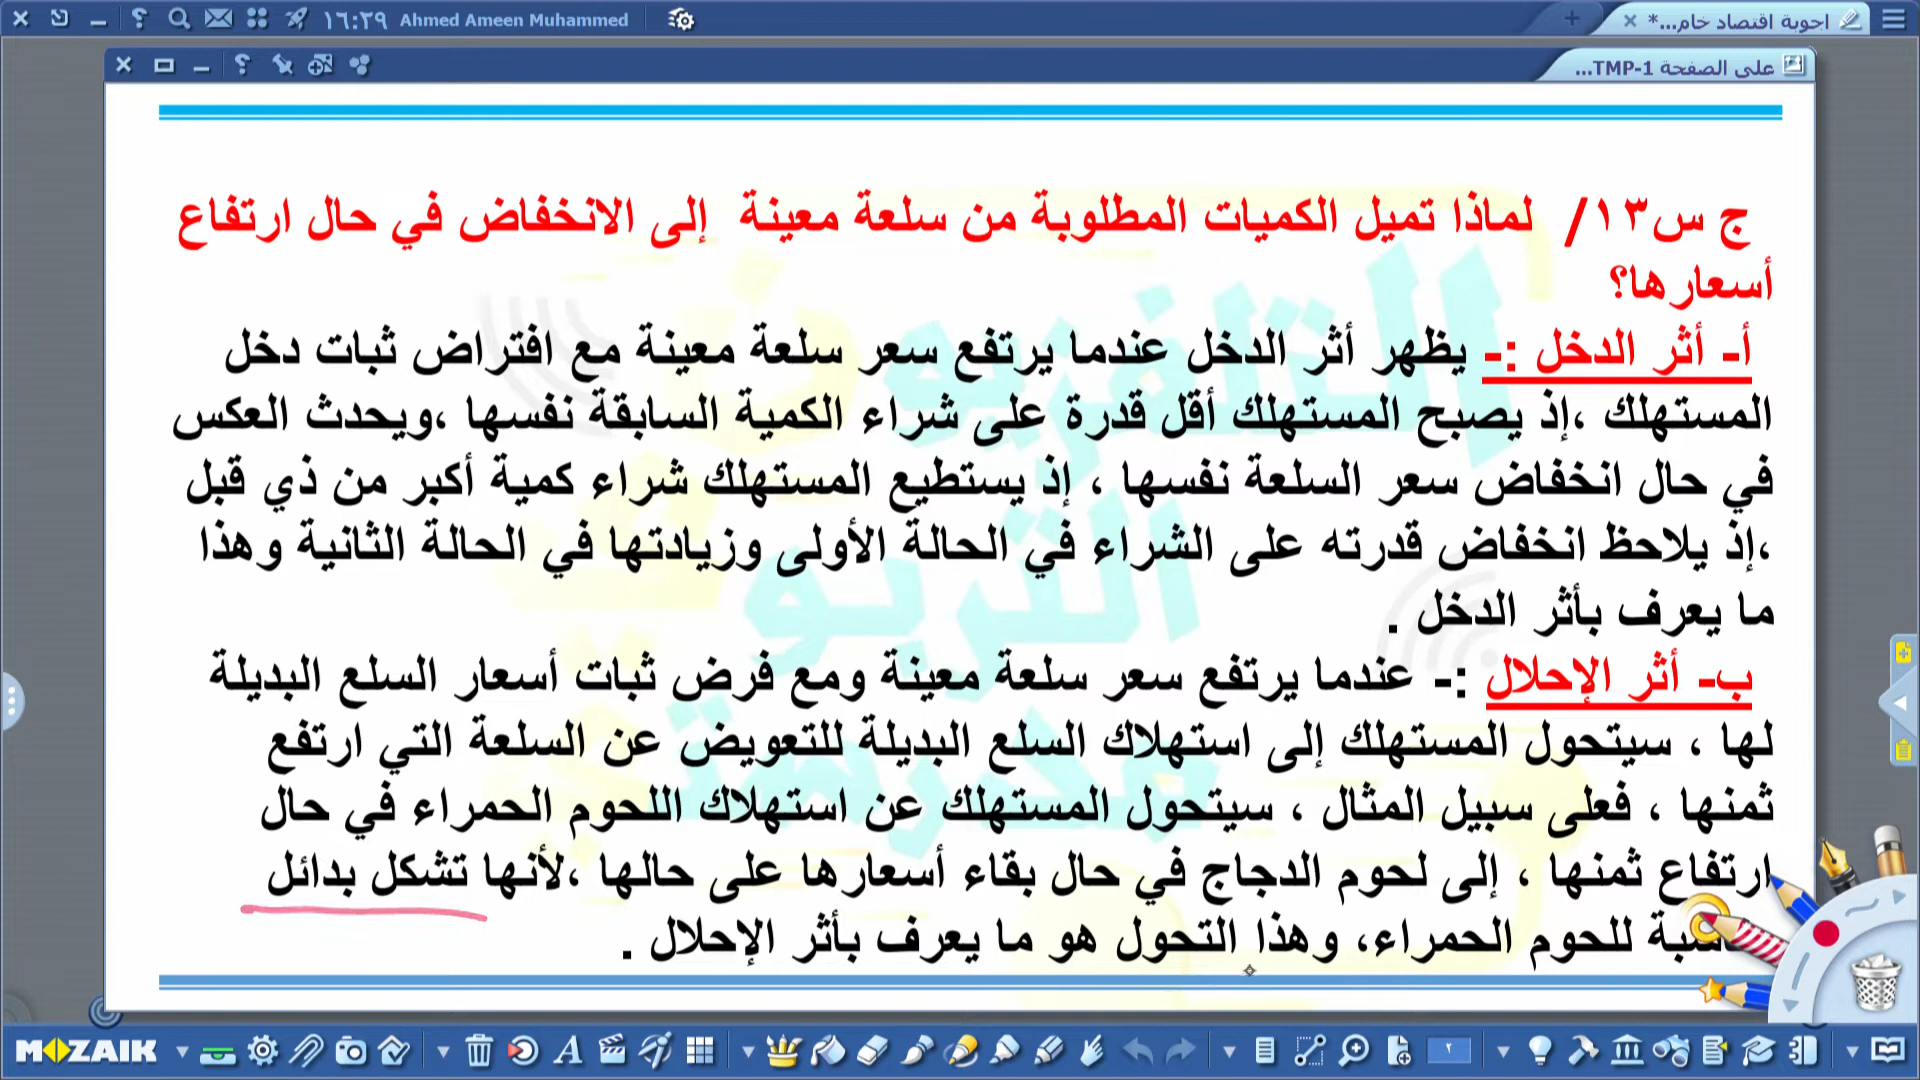 Ahmed Ameen Muhammed
١٦:٣٩
اجوبة اقتصاد خام...*
على الصفحة TMP-1...
ج س١٣/ لماذا تميل الكميات المطلوبة من سلعة معينة إلى الانخفاض في حال ارتفاع
أسعارها؟
أ- أثر الدخل :- يظهر أثر الدخل عندما يرتفع سعر سلعة معينة مع افتراض ثبات دخل
المستهلك ،إذ يصبح المستهلك أقل قدرة على شراء الكمية السابقة نفسها ،ويحدث العكس
في حال انخفاض سعر السلعة نفسها ، إذ يستطيع المستهلك شراء كمية أكبر من ذي قبل
،إذ يلاحظ انخفاض قدرته على الشراء في الحالة الأولى وزيادتها في الحالة الثانية وهذا
ما يعرف بأثر الدخل .
ب- أثر الإحلال :- عندما يرتفع سعر سلعة معينة ومع فرض ثبات أسعار السلع البديلة
لها ، سيتحول المستهلك إلى استهلاك السلع البديلة للتعويض عن السلعة التي ارتفع
ثمنها ، فعلى سبيل المثال ، سيتحول المستهلك عن استهلاك اللحوم الحمراء في حال
ارتفاع ثمنها ، إلى لحوم الدجاج في حال بقاء أسعارها على حالها ،لأنها تشكل بدائل
للحوم الحمراء، وهذا التحول هو ما يعرف بأثر الإحلال .
التلفزيون
التربوي
MOZAIK
٢